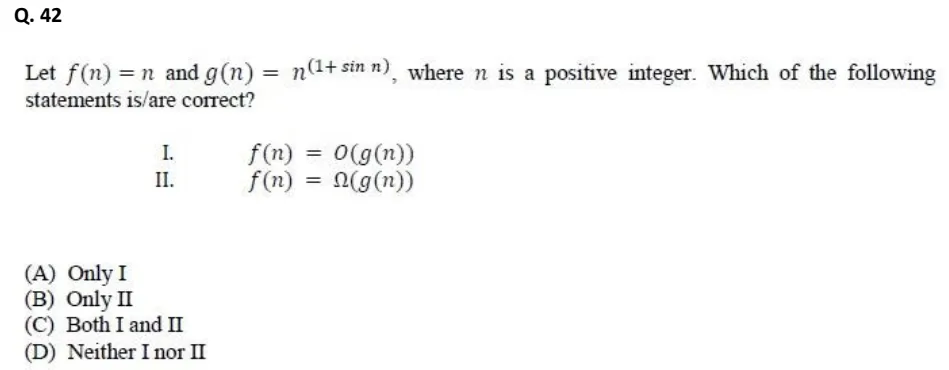 Q. 42
Let f(n) = n and g(n) = n^(1+ sin n), where n is a positive integer. Which of the following
statements is/are correct?
I. f(n) = O(g(n))
II. f(n) = Ω(g(n))
(A) Only I
(B) Only II
(C) Both I and II
(D) Neither I nor II